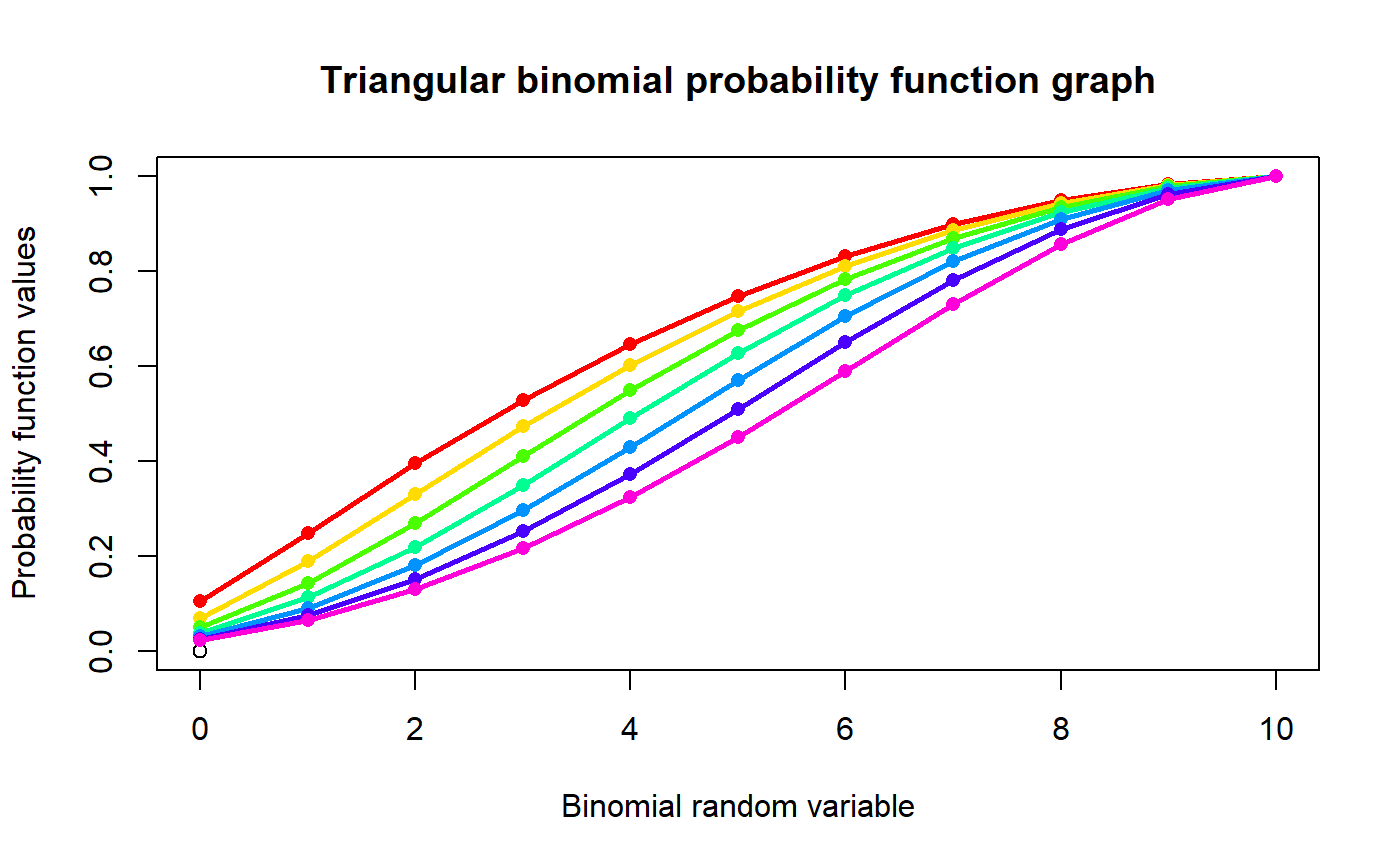 Triangular binomial probability function graph
Probability function values
1.0
0.8
0.6
0.4
0.2
0.0
0 2 4 6 8 10
Binomial random variable